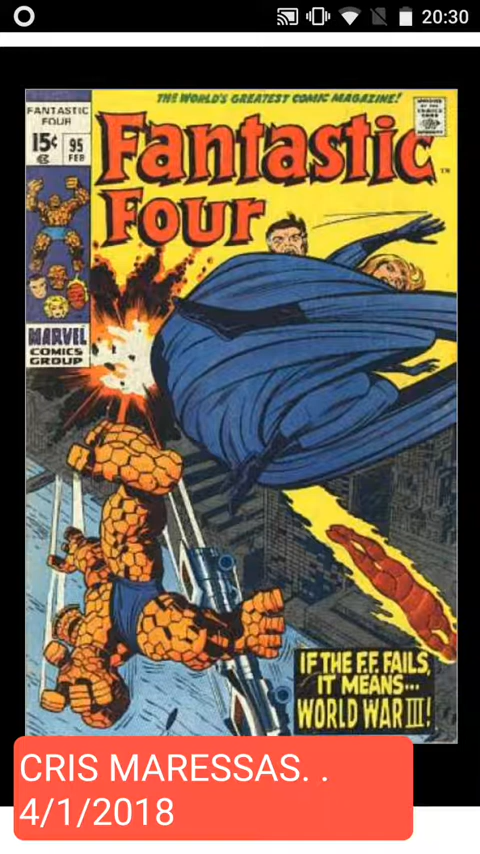 20:30
THE WORLD'S GREATEST COMIC MAGAZINE!
FANTASTIC
FOUR
15¢
95
FEB
Fantastic
Four
TM
MARVEL
COMICS
GROUP
IF THE F.F. FAILS,
IT MEANS...
WORLD WAR III!
CRIS MARESSAS. .
4/1/2018